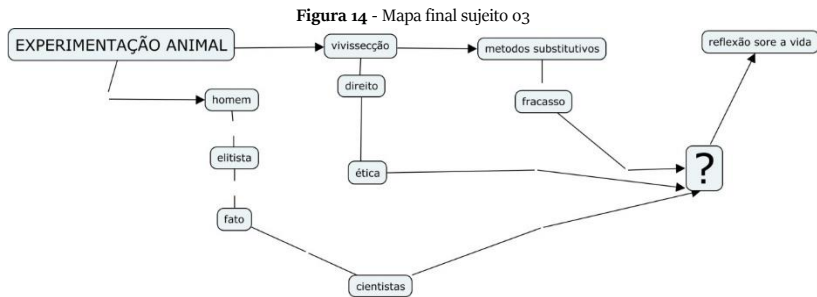 Figura 14 - Mapa final sujeito 03
EXPERIMENTAÇÃO ANIMAL
vivissecção
metodos substitutivos
reflexão sore a vida
direito
homem
fracasso
elitista
ética
?
fato
cientistas